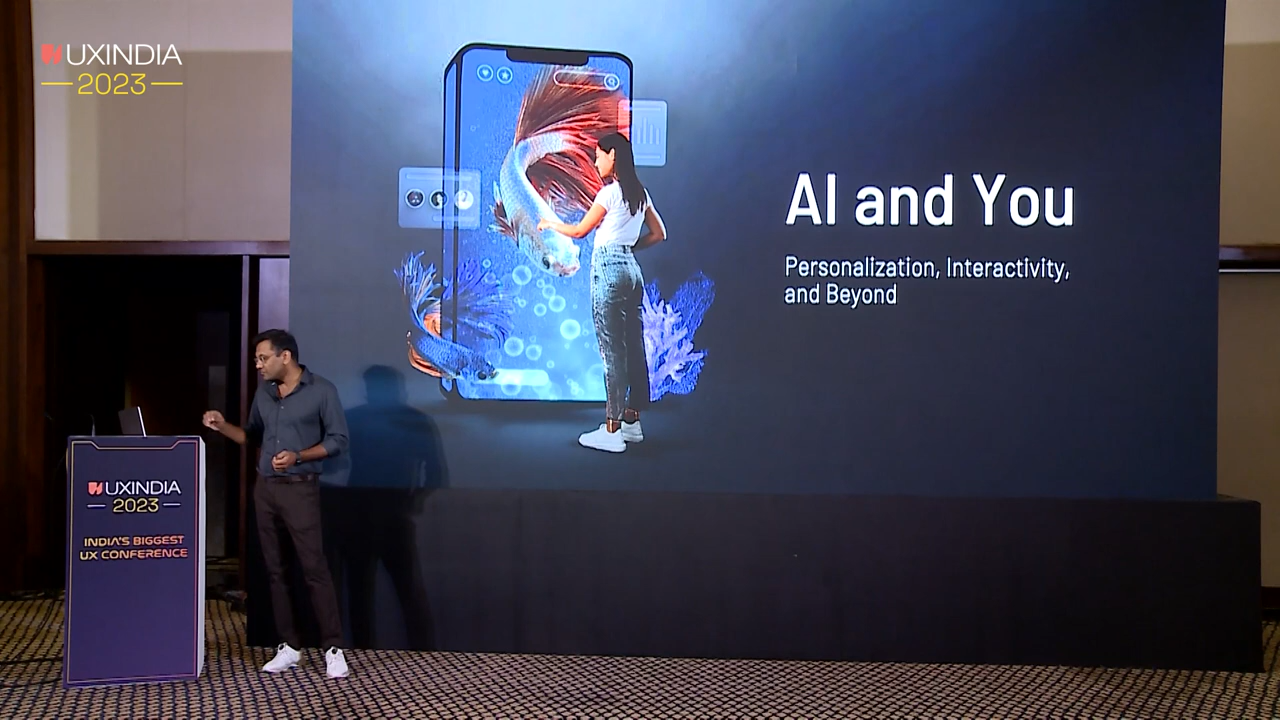 UXINDIA
2023
AI and You
Personalization, Interactivity,
and Beyond
UXINDIA
2023
INDIA'S BIGGEST
UX CONFERENCE